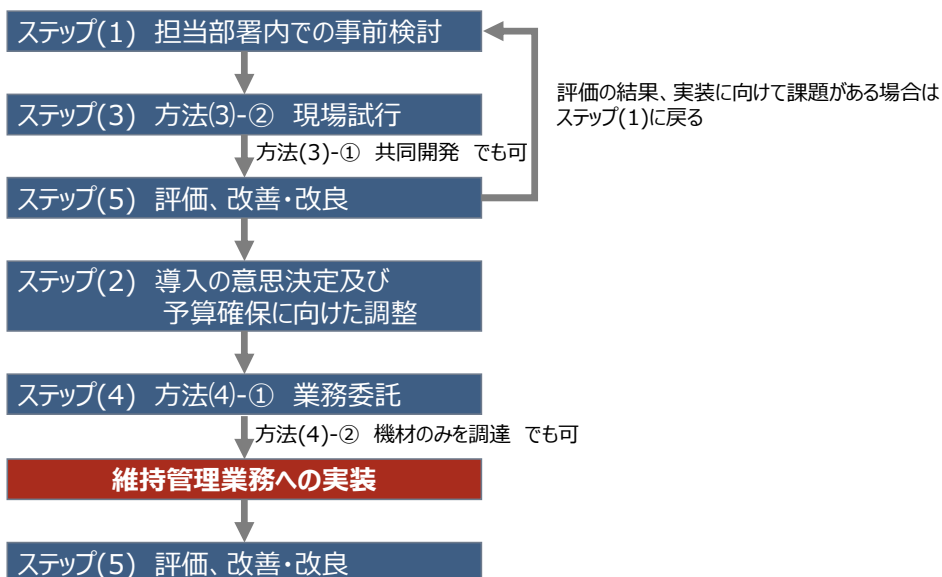 ステップ(1) 担当部署内での事前検討
評価の結果、実装に向けて課題がある場合は
ステップ(1)に戻る
ステップ(3) 方法⑶-② 現場試行
方法(3)-① 共同開発 でも可
ステップ(5) 評価、改善・改良
ステップ(2) 導入の意思決定及び
予算確保に向けた調整
ステップ(4) 方法⑷-① 業務委託
方法(4)-② 機材のみを調達 でも可
維持管理業務への実装
ステップ(5) 評価、改善・改良